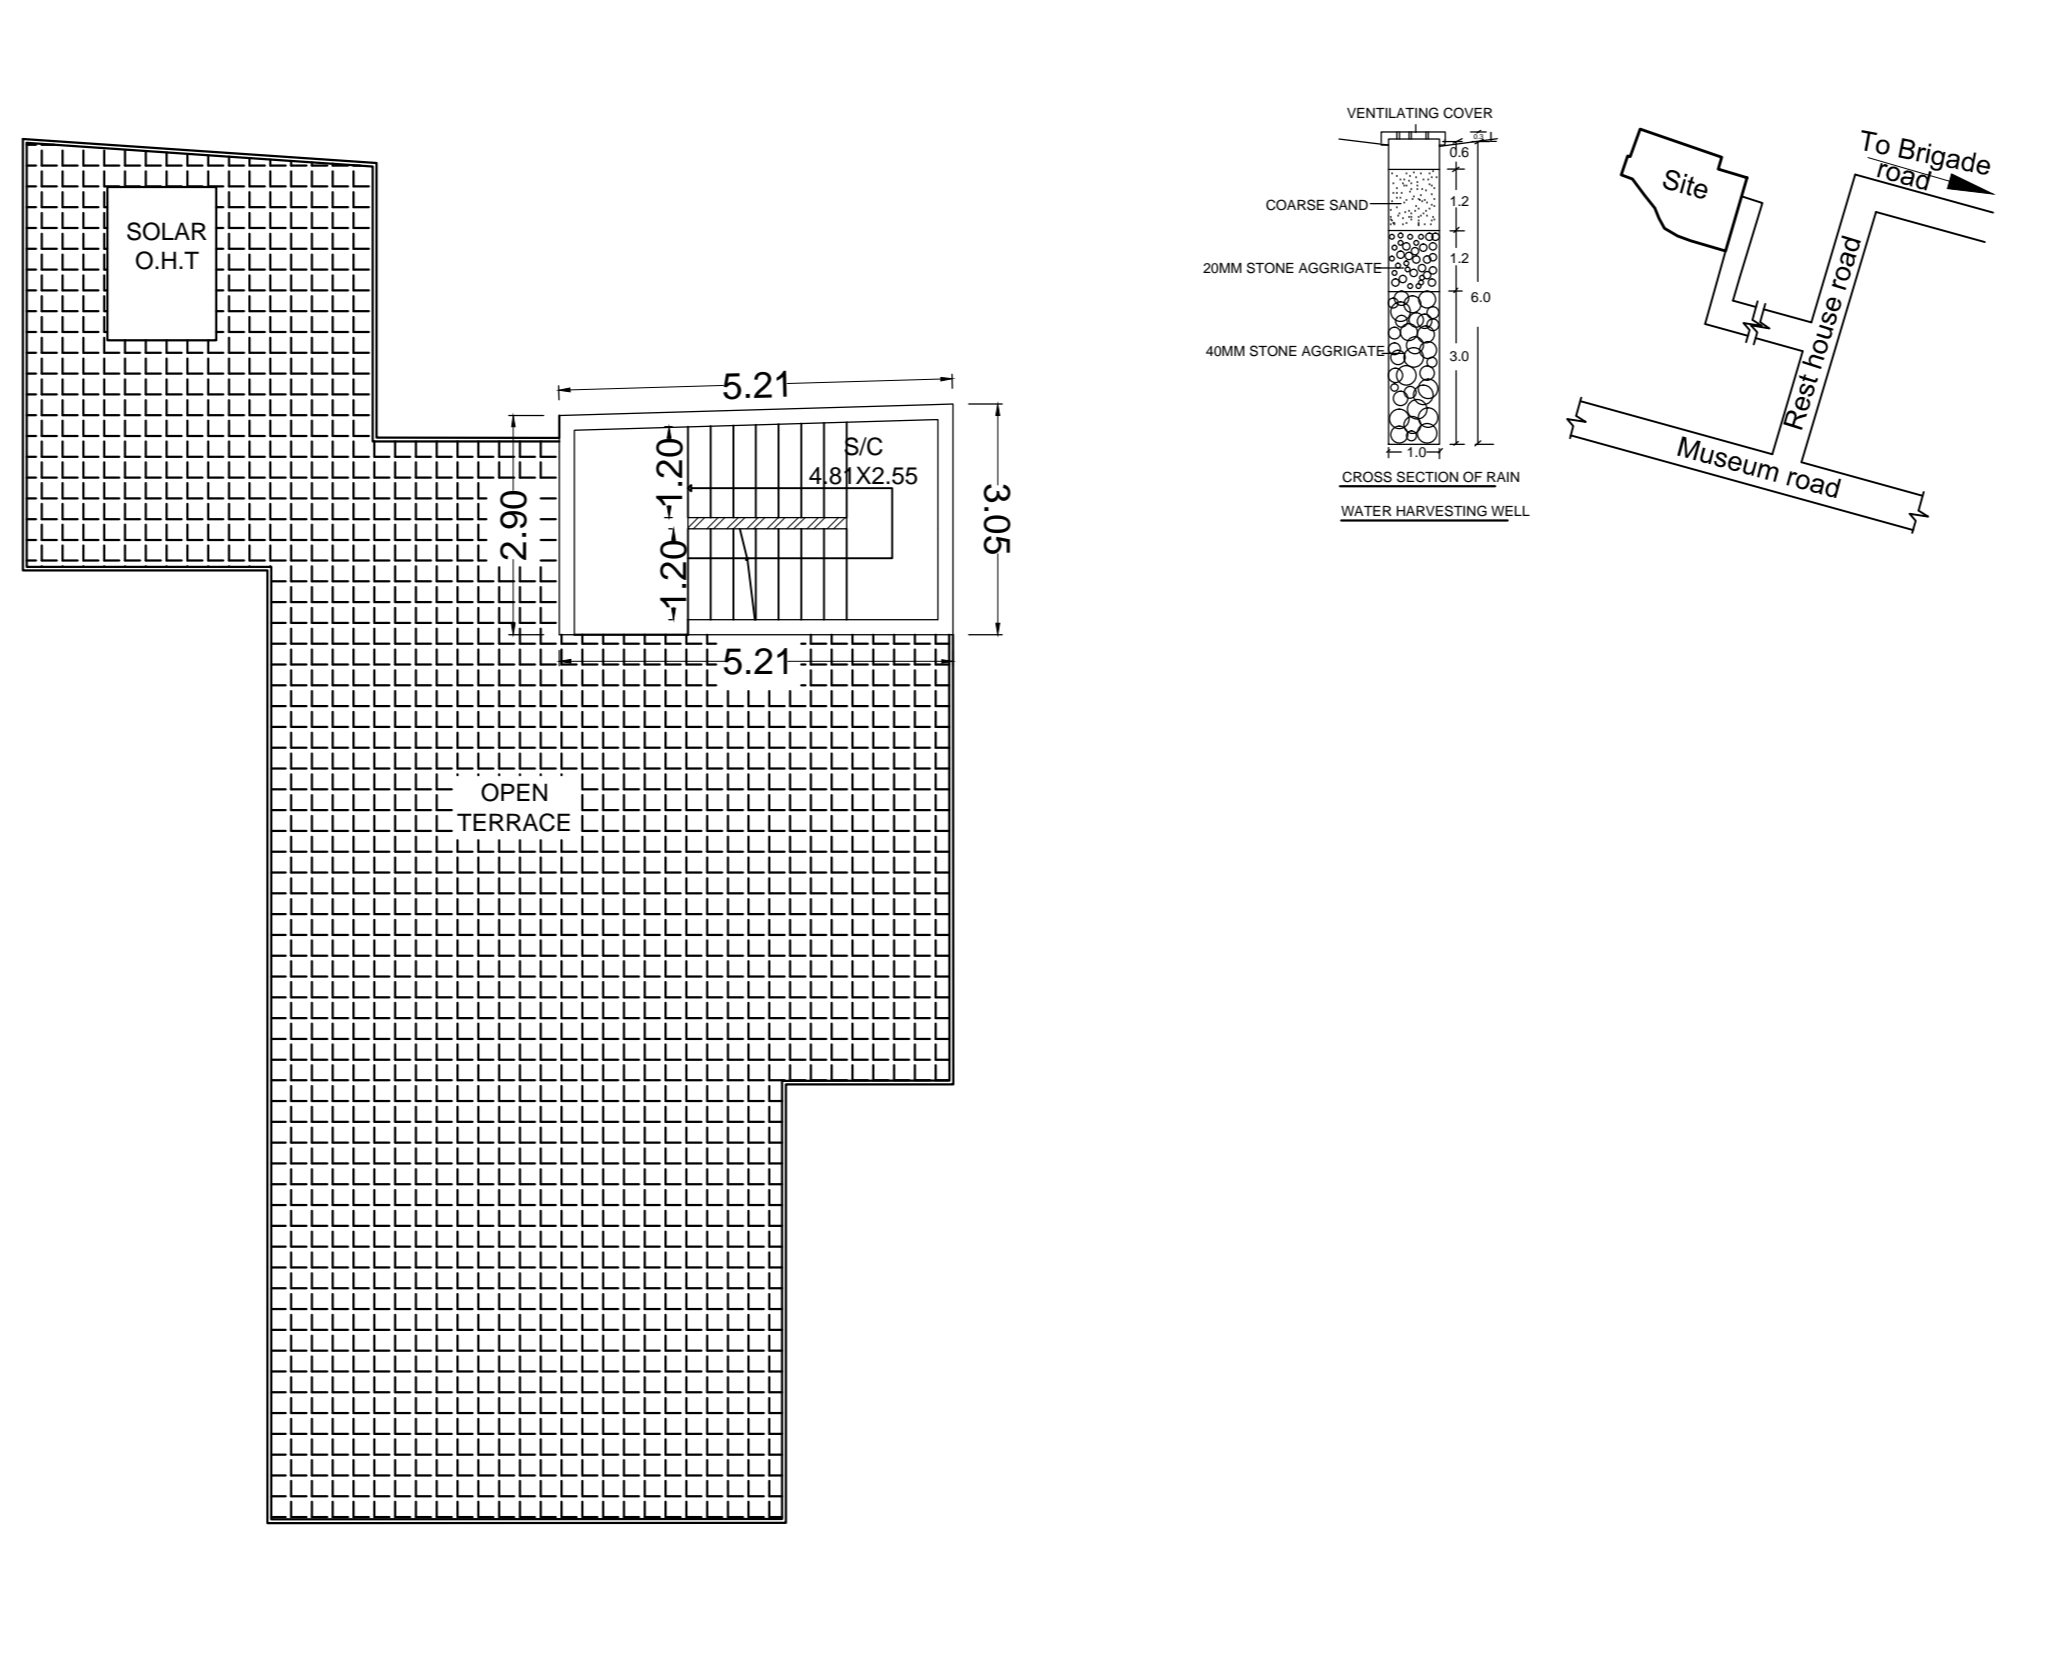 SOLAR
O.H.T
5.21
2.90
1.20
1.20
S/C
4.81X2.55
3.05
5.21
OPEN
TERRACE
VENTILATING COVER
0.3
0.6
COARSE SAND
1.2
20MM STONE AGGRIGATE
1.2
6.0
40MM STONE AGGRIGATE
3.0
1.0
CROSS SECTION OF RAIN
WATER HARVESTING WELL
Site
To Brigade
road
Rest house road
Museum road